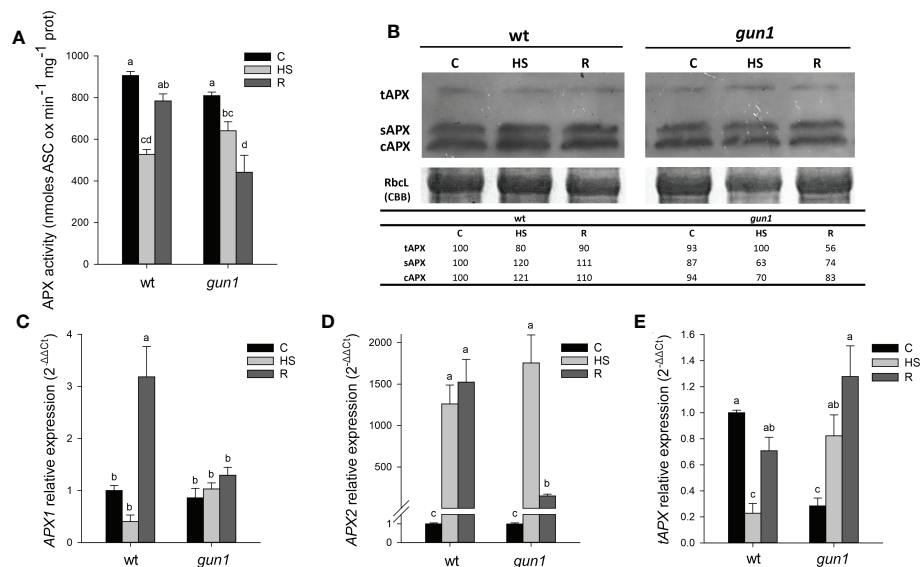 A
APX activity (nmoles ASC ox min⁻¹ mg⁻¹ prot)
1000
800
600
400
200
0
a
cd
ab
a
bc
d
C
HS
R
wt
gun1
B
wt
gun1
C HS R C HS R
tAPX
sAPX
cAPX
RbcL
(CBB)
wt gun1
C HS R C HS R
tAPX 100 80 90 93 100 56
sAPX 100 120 111 87 63 74
cAPX 100 121 110 94 70 83
C
APX1 relative expression (2^-ΔΔCt)
4
3
2
1
0
b
b
a
b
b
b
C
HS
R
wt
gun1
D
APX2 relative expression (2^-ΔΔCt)
2000
1500
1000
500
1
0
c
a
a
c
a
b
C
HS
R
wt
gun1
E
tAPX relative expression (2^-ΔΔCt)
1.6
1.4
1.2
1.0
0.8
0.6
0.4
0.2
0.0
a
c
ab
c
ab
a
C
HS
R
wt
gun1